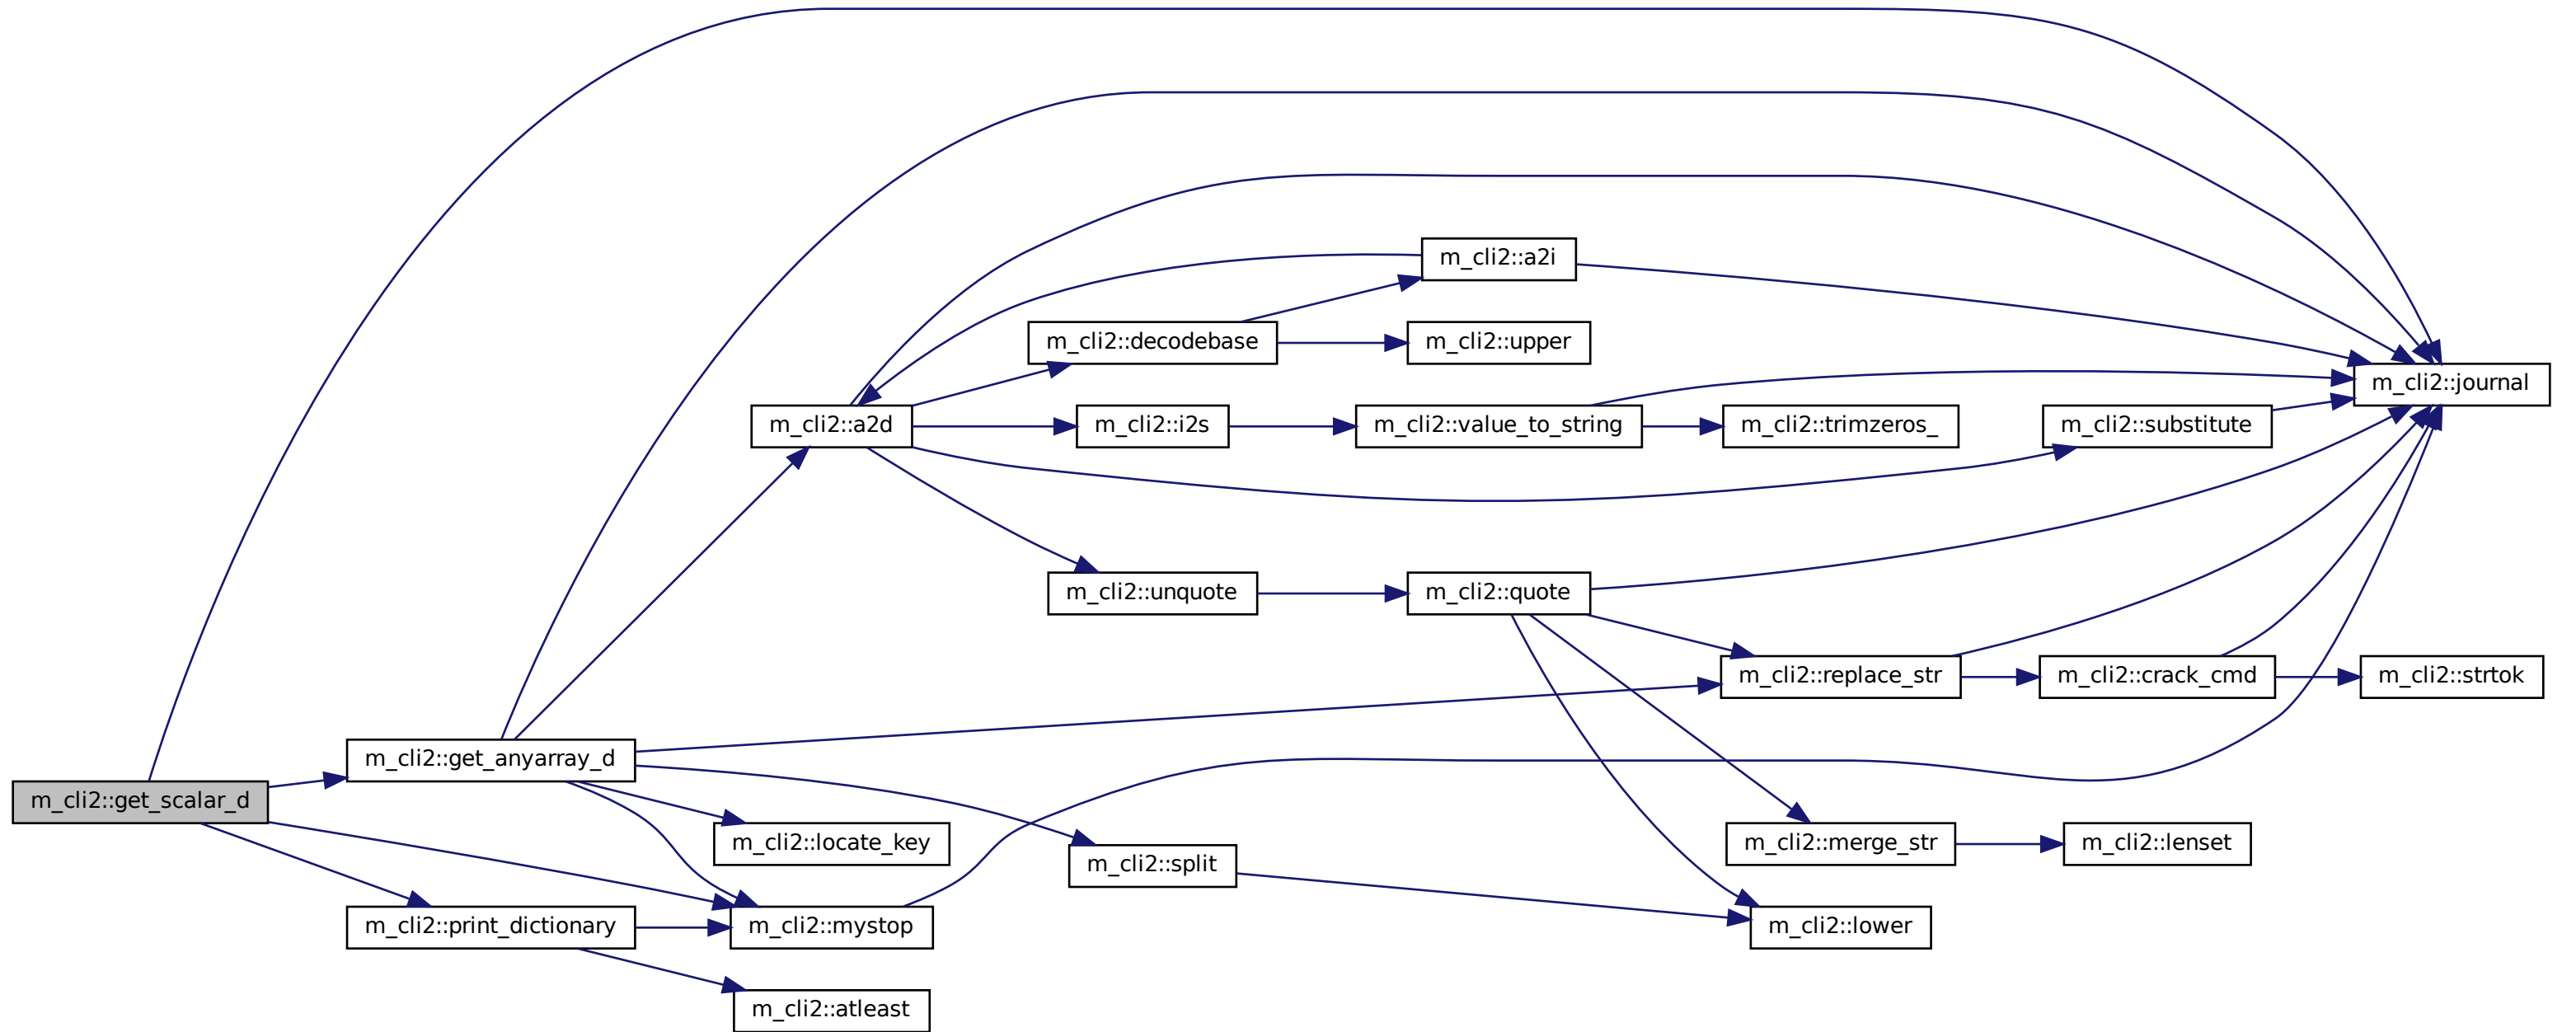 m_cli2::a2i
m_cli2::decodebase
m_cli2::upper
m_cli2::journal
m_cli2::a2d
m_cli2::i2s
m_cli2::value_to_string
m_cli2::trimzeros_
m_cli2::substitute
m_cli2::unquote
m_cli2::quote
m_cli2::replace_str
m_cli2::crack_cmd
m_cli2::strtok
m_cli2::get_anyarray_d
m_cli2::get_scalar_d
m_cli2::locate_key
m_cli2::merge_str
m_cli2::lenset
m_cli2::split
m_cli2::print_dictionary
m_cli2::mystop
m_cli2::lower
m_cli2::atleast